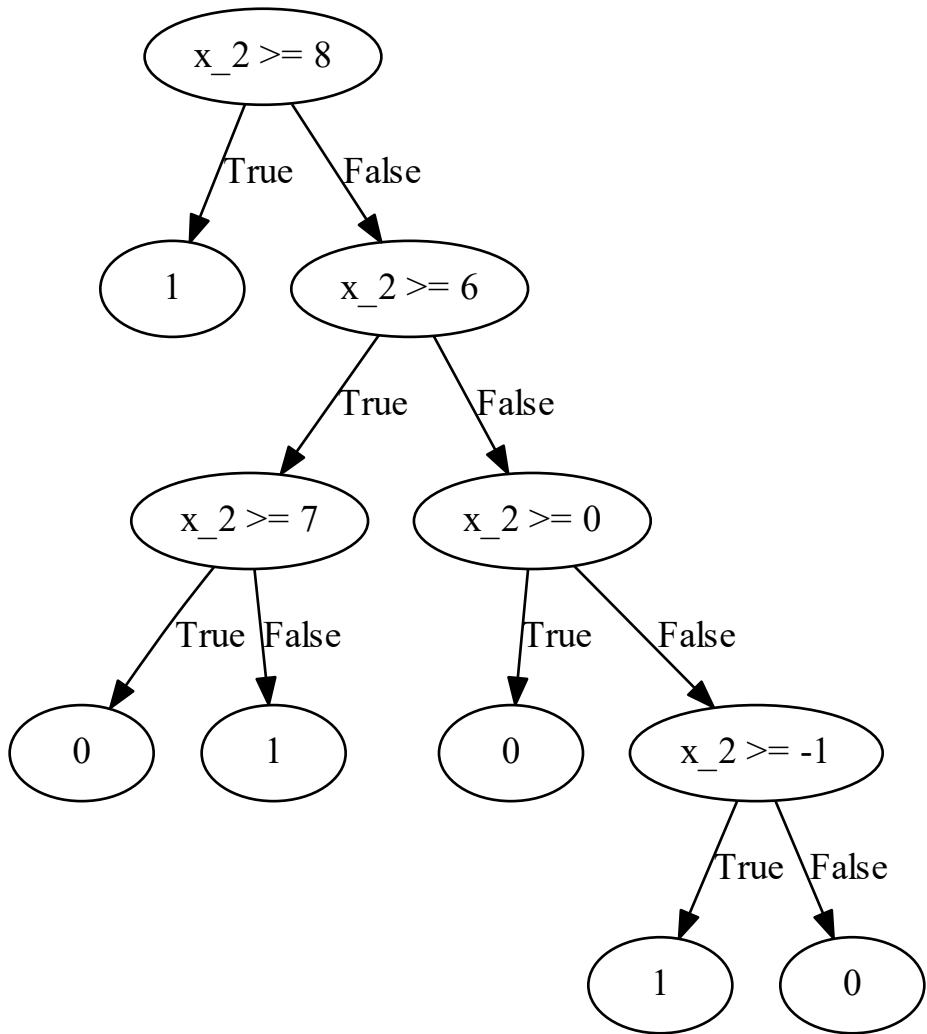 x_2 >= 8
True
False
1
x_2 >= 6
True
False
x_2 >= 7
x_2 >= 0
True
False
True
False
0
1
0
x_2 >= -1
True
False
1
0